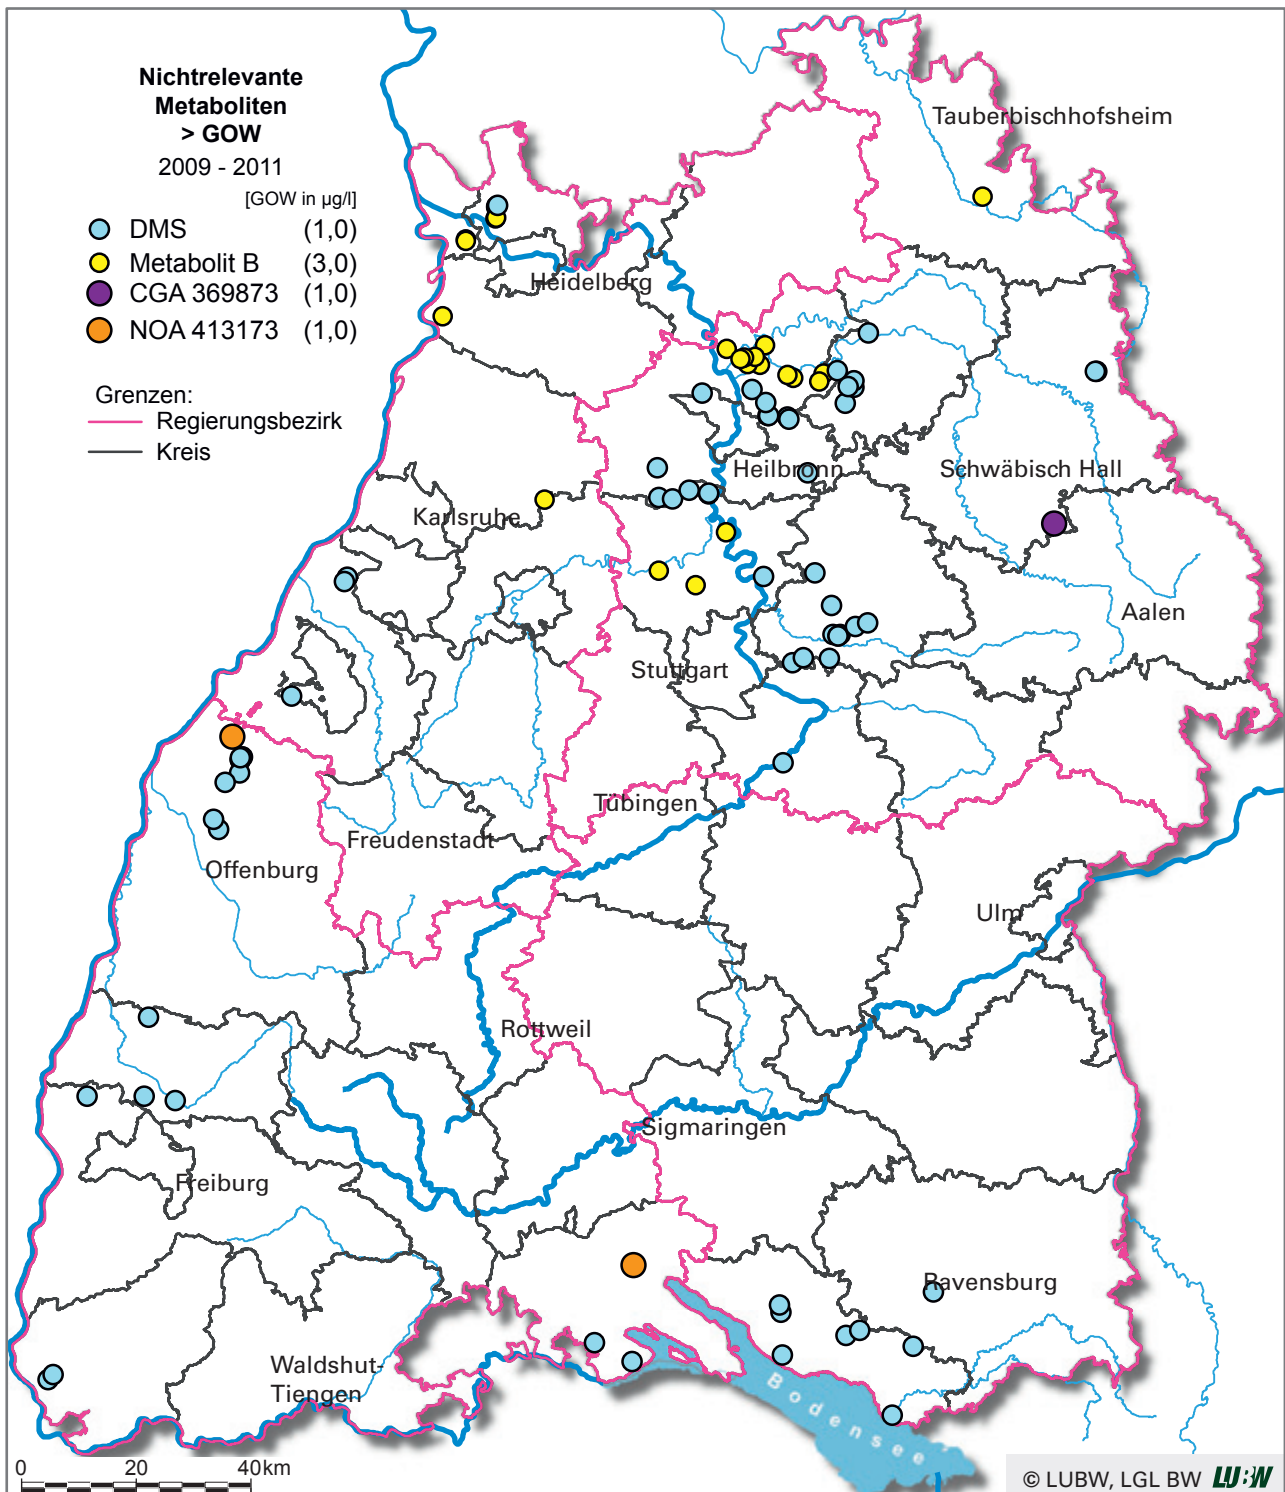 Nichtrelevante
Metaboliten
> GOW
2009 - 2011
[GOW in µg/l]
DMS (1,0)
Metabolit B (3,0)
CGA 369873 (1,0)
NOA 413173 (1,0)
Grenzen:
Regierungsbezirk
Kreis
Tauberbischhofsheim
Heidelberg
Heilbronn
Schwäbisch Hall
Karlsruhe
Aalen
Stuttgart
Tübingen
Freudenstadt
Offenburg
Ulm
Rottweil
Sigmaringen
Freiburg
Ravensburg
Waldshut-
Tiengen
Bodensee
0 20 40km
© LUBW, LGL BW LUBW